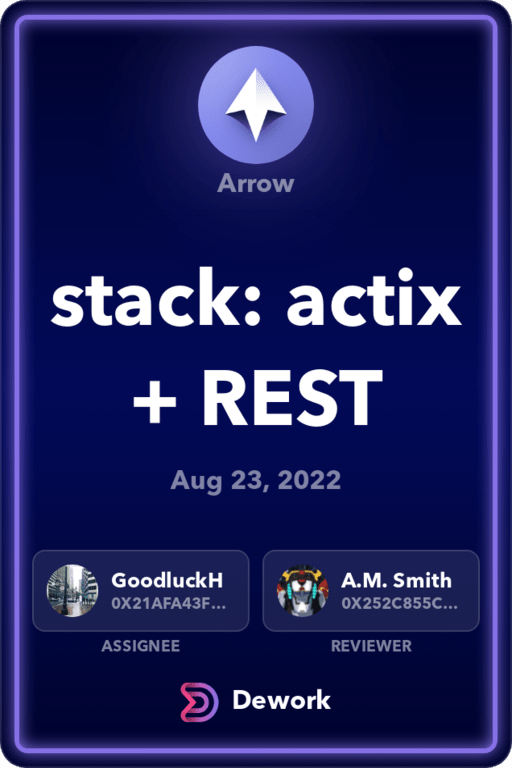 Arrow
stack: actix
+ REST
Aug 23, 2022
GoodluckH
0X21AFA43F...
ASSIGNEE
A.M. Smith
0X252C855C...
REVIEWER
Dework